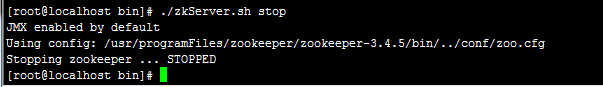 [root@localhost bin]# ./zkServer.sh stop
JMX enabled by default
Using config: /usr/programFiles/zookeeper/zookeeper-3.4.5/bin/../conf/zoo.cfg
Stopping zookeeper ... STOPPED
[root@localhost bin]#